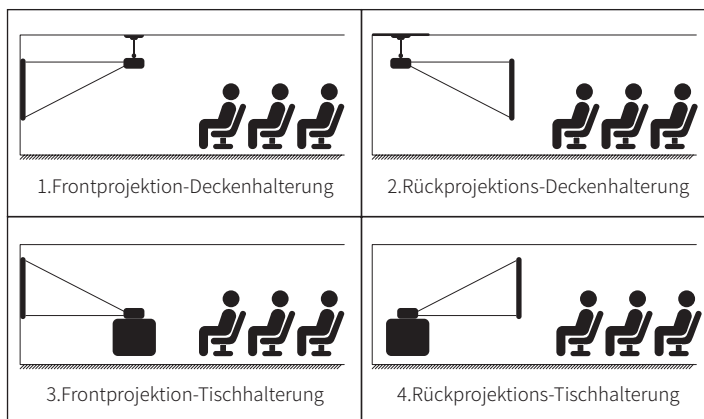 1.Frontprojektion-Deckenhalterung
2.Rückprojektions-Deckenhalterung
3.Frontprojektion-Tischhalterung
4.Rückprojektions-Tischhalterung